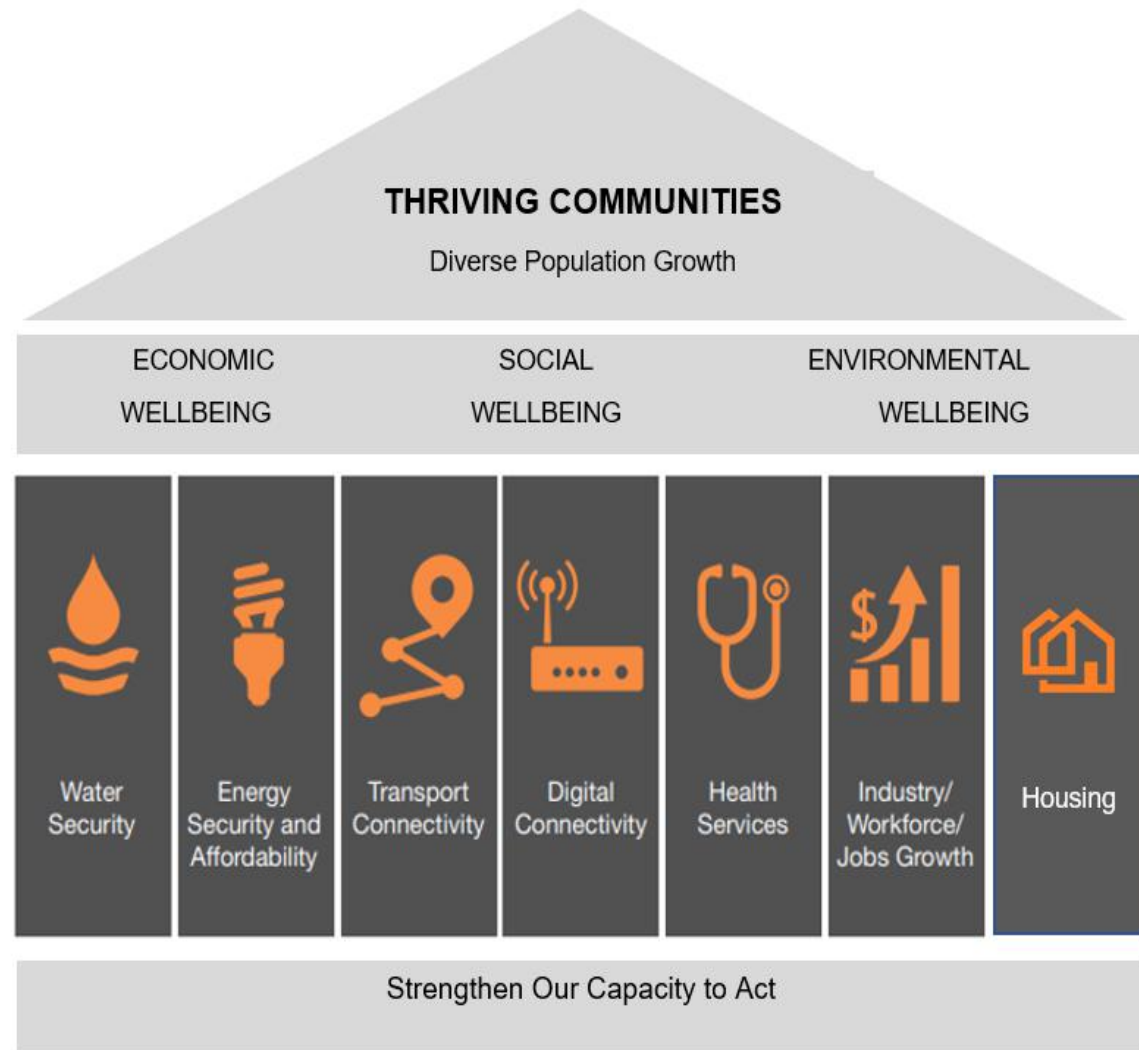 THRIVING COMMUNITIES
Diverse Population Growth
ECONOMIC
WELLBEING
SOCIAL
WELLBEING
ENVIRONMENTAL
WELLBEING
$
Water
Security
Energy
Security and
Affordability
Transport
Connectivity
Digital
Connectivity
Health
Services
Industry/
Workforce/
Jobs Growth
Housing
Strengthen Our Capacity to Act